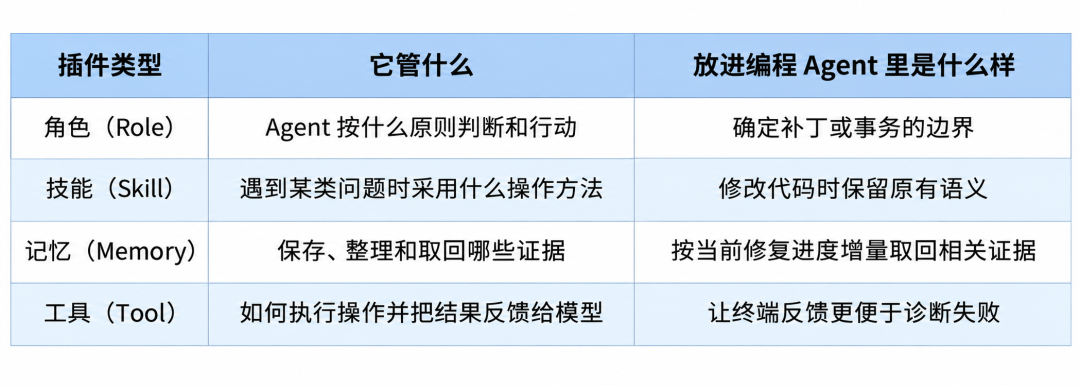 插件类型 它管什么 放进编程 Agent 里是什么样
角色（Role） Agent 按什么原则判断和行动 确定补丁或事务的边界
技能（Skill） 遇到某类问题时采用什么操作方法 修改代码时保留原有语义
记忆（Memory） 保存、整理和取回哪些证据 按当前修复进度增量取回相关证据
工具（Tool） 如何执行操作并把结果反馈给模型 让终端反馈更便于诊断失败